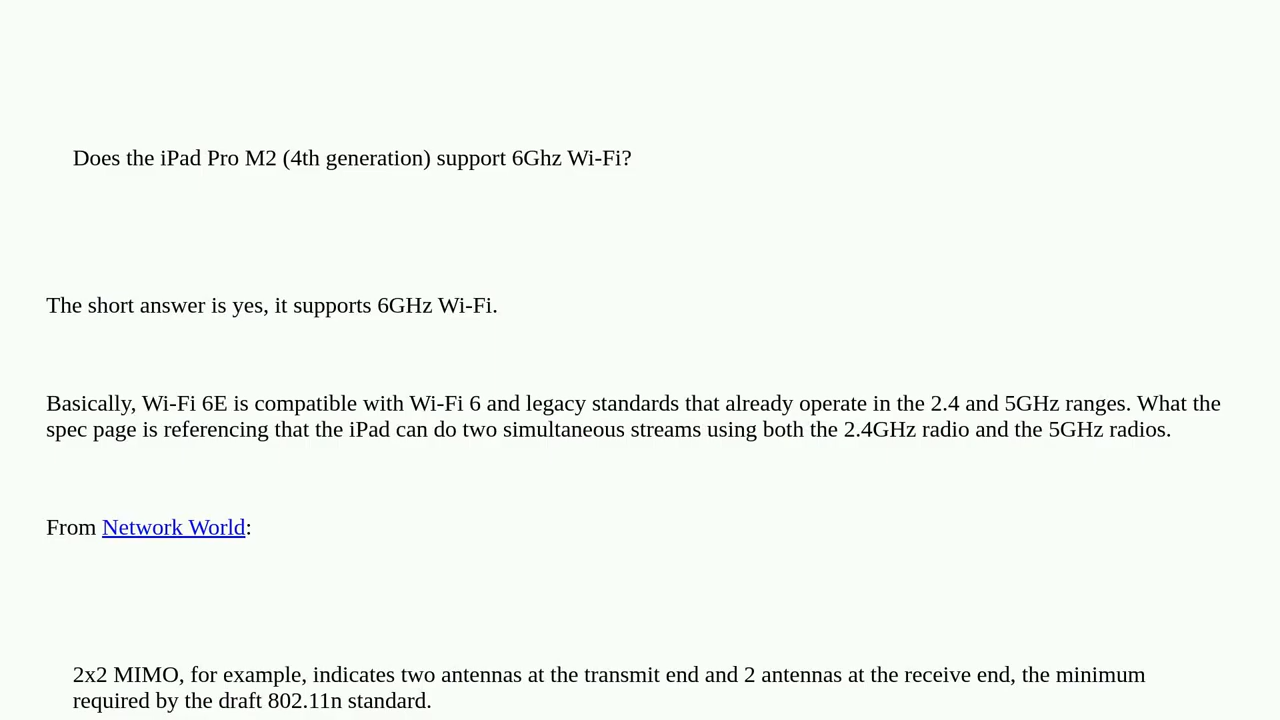 Does the iPad Pro M2 (4th generation) support 6Ghz Wi-Fi?
The short answer is yes, it supports 6GHz Wi-Fi.
Basically, Wi-Fi 6E is compatible with Wi-Fi 6 and legacy standards that already operate in the 2.4 and 5GHz ranges. What the
spec page is referencing that the iPad can do two simultaneous streams using both the 2.4GHz radio and the 5GHz radios.
From Network World:
2x2 MIMO, for example, indicates two antennas at the transmit end and 2 antennas at the receive end, the minimum
required by the draft 802.11n standard.